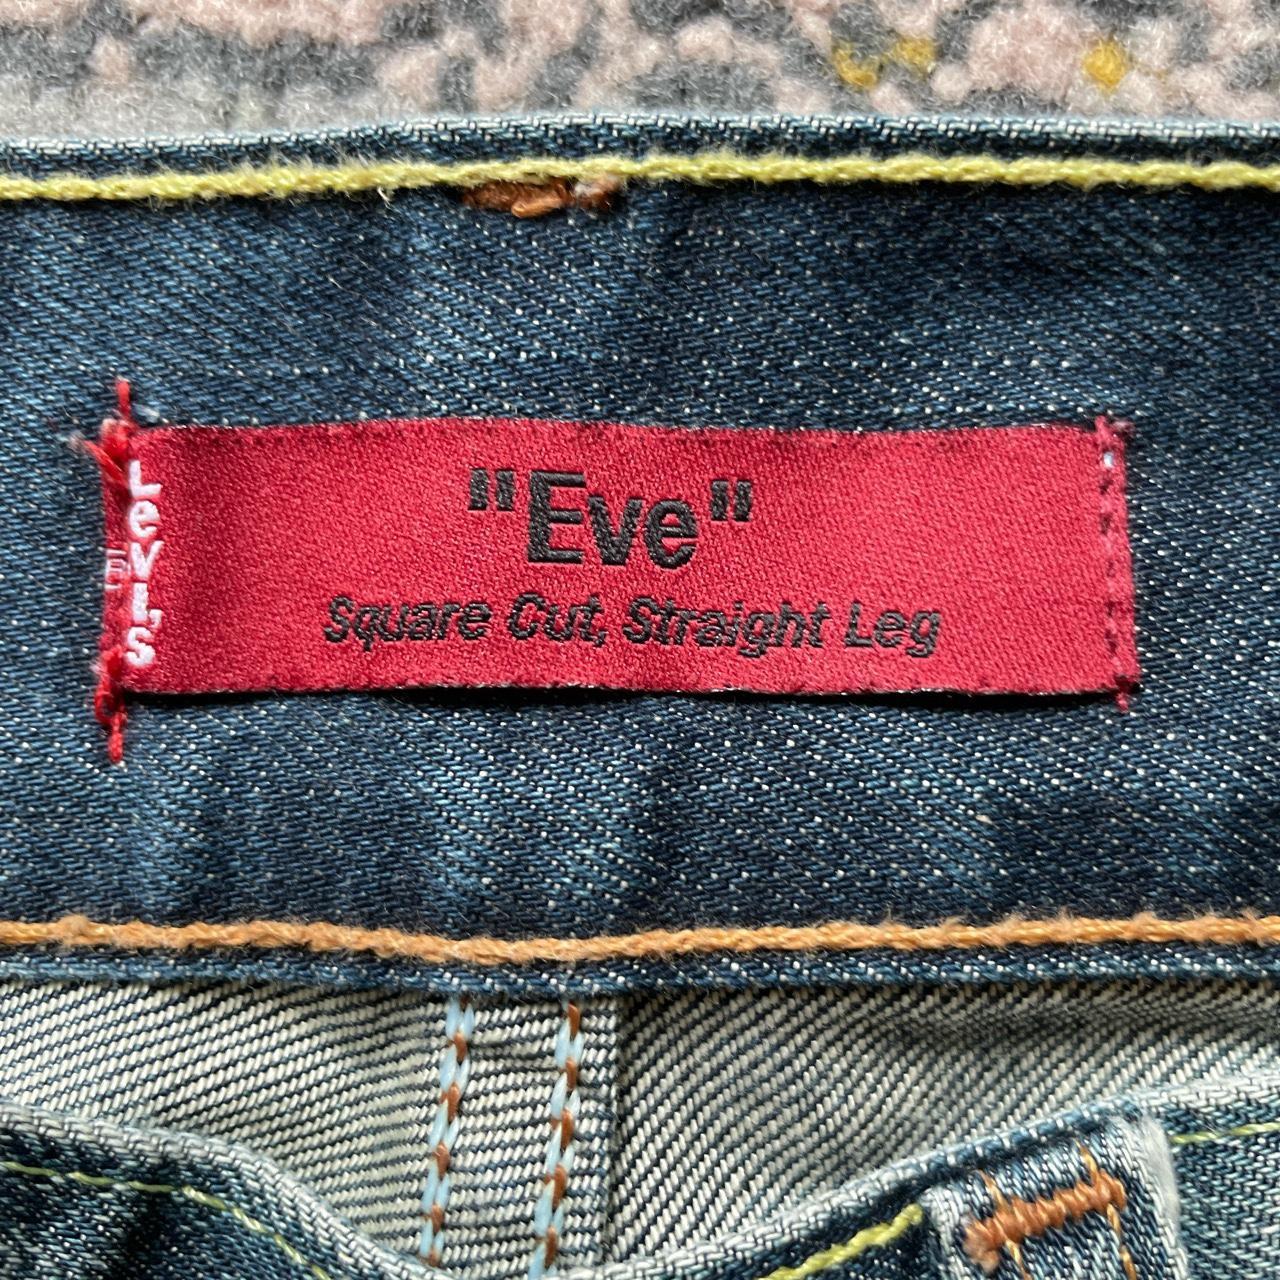 LEVI'S
"Eve"
Square Cut, Straight Leg